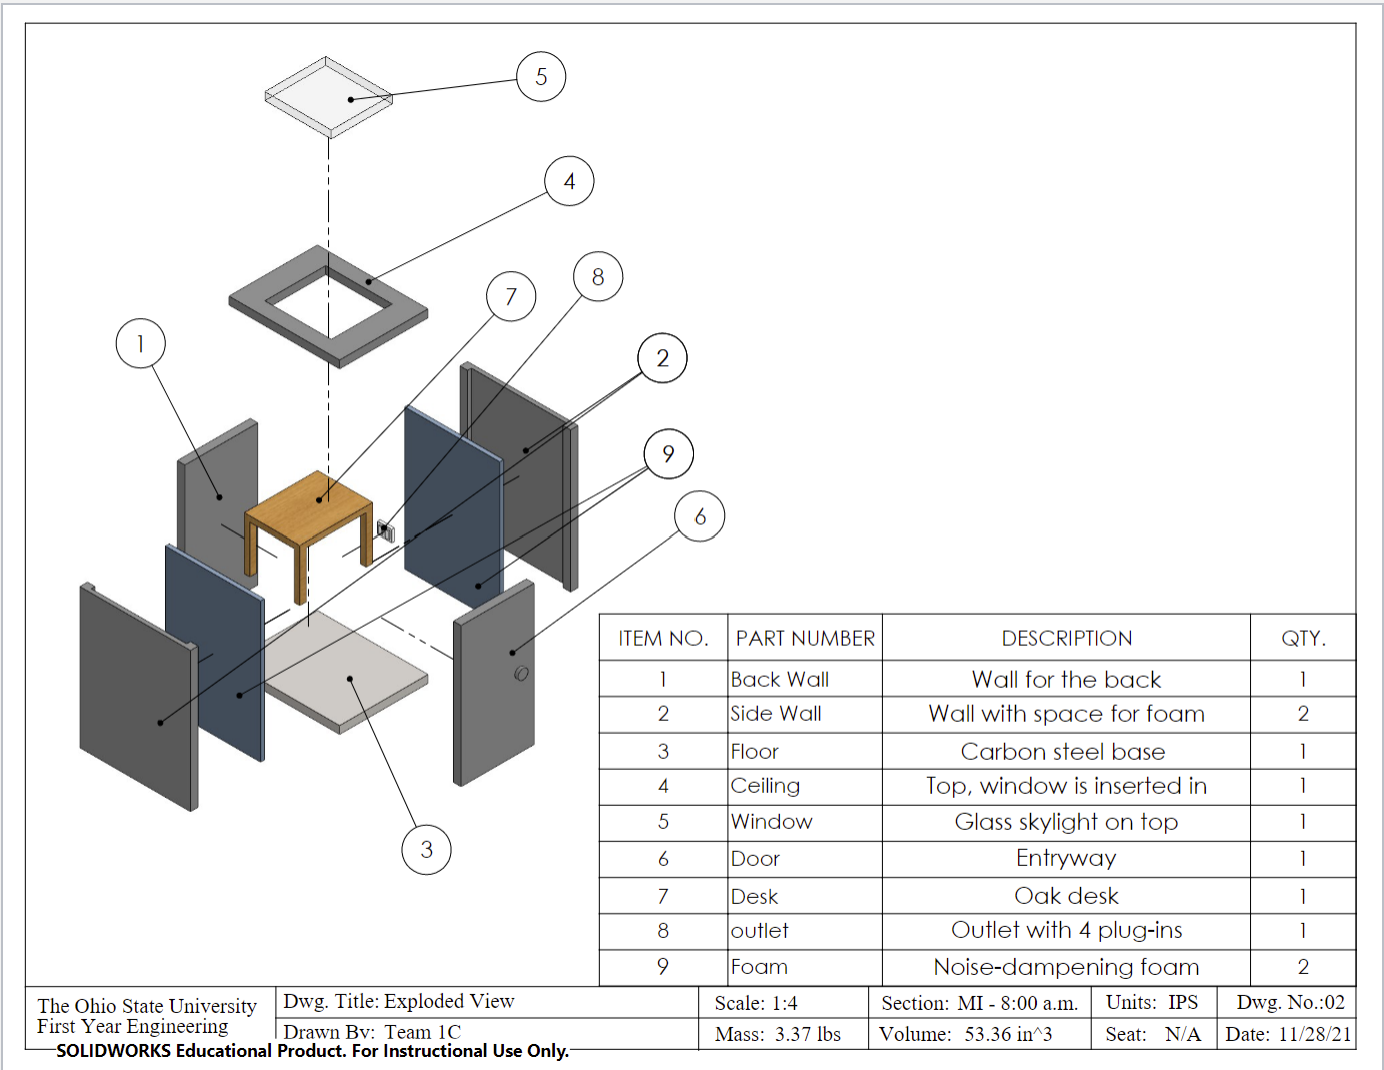 5
4
8
7
1
2
9
6
3
ITEM NO. PART NUMBER DESCRIPTION QTY.
1 Back Wall Wall for the back 1
2 Side Wall Wall with space for foam 2
3 Floor Carbon steel base 1
4 Ceiling Top, window is inserted in 1
5 Window Glass skylight on top 1
6 Door Entryway 1
7 Desk Oak desk 1
8 outlet Outlet with 4 plug-ins 1
9 Foam Noise-dampening foam 2
The Ohio State University
First Year Engineering
Dwg. Title: Exploded View
Drawn By: Team 1C
Scale: 1:4
Mass: 3.37 lbs
Section: MI - 8:00 a.m.
Volume: 53.36 in^3
Units: IPS
Seat: N/A
Dwg. No.:02
Date: 11/28/21
SOLIDWORKS Educational Product. For Instructional Use Only.